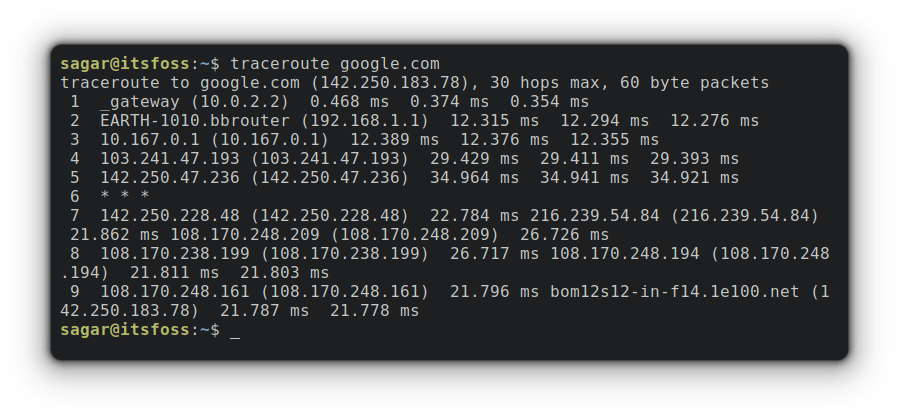 sagar@itsfoss:~$ traceroute google.com
traceroute to google.com (142.250.183.78), 30 hops max, 60 byte packets
 1  _gateway (10.0.2.2)  0.468 ms  0.374 ms  0.354 ms
 2  EARTH-1010.bbrouter (192.168.1.1)  12.315 ms  12.294 ms  12.276 ms
 3  10.167.0.1 (10.167.0.1)  12.389 ms  12.376 ms  12.355 ms
 4  103.241.47.193 (103.241.47.193)  29.429 ms  29.411 ms  29.393 ms
 5  142.250.47.236 (142.250.47.236)  34.964 ms  34.941 ms  34.921 ms
 6  * * *
 7  142.250.228.48 (142.250.228.48)  22.784 ms 216.239.54.84 (216.239.54.84)
 21.862 ms 108.170.248.209 (108.170.248.209)  26.726 ms
 8  108.170.238.199 (108.170.238.199)  26.717 ms 108.170.248.194 (108.170.248
.194)  21.811 ms  21.803 ms
 9  108.170.248.161 (108.170.248.161)  21.796 ms bom12s12-in-f14.1e100.net (1
42.250.183.78)  21.787 ms  21.778 ms
sagar@itsfoss:~$ _